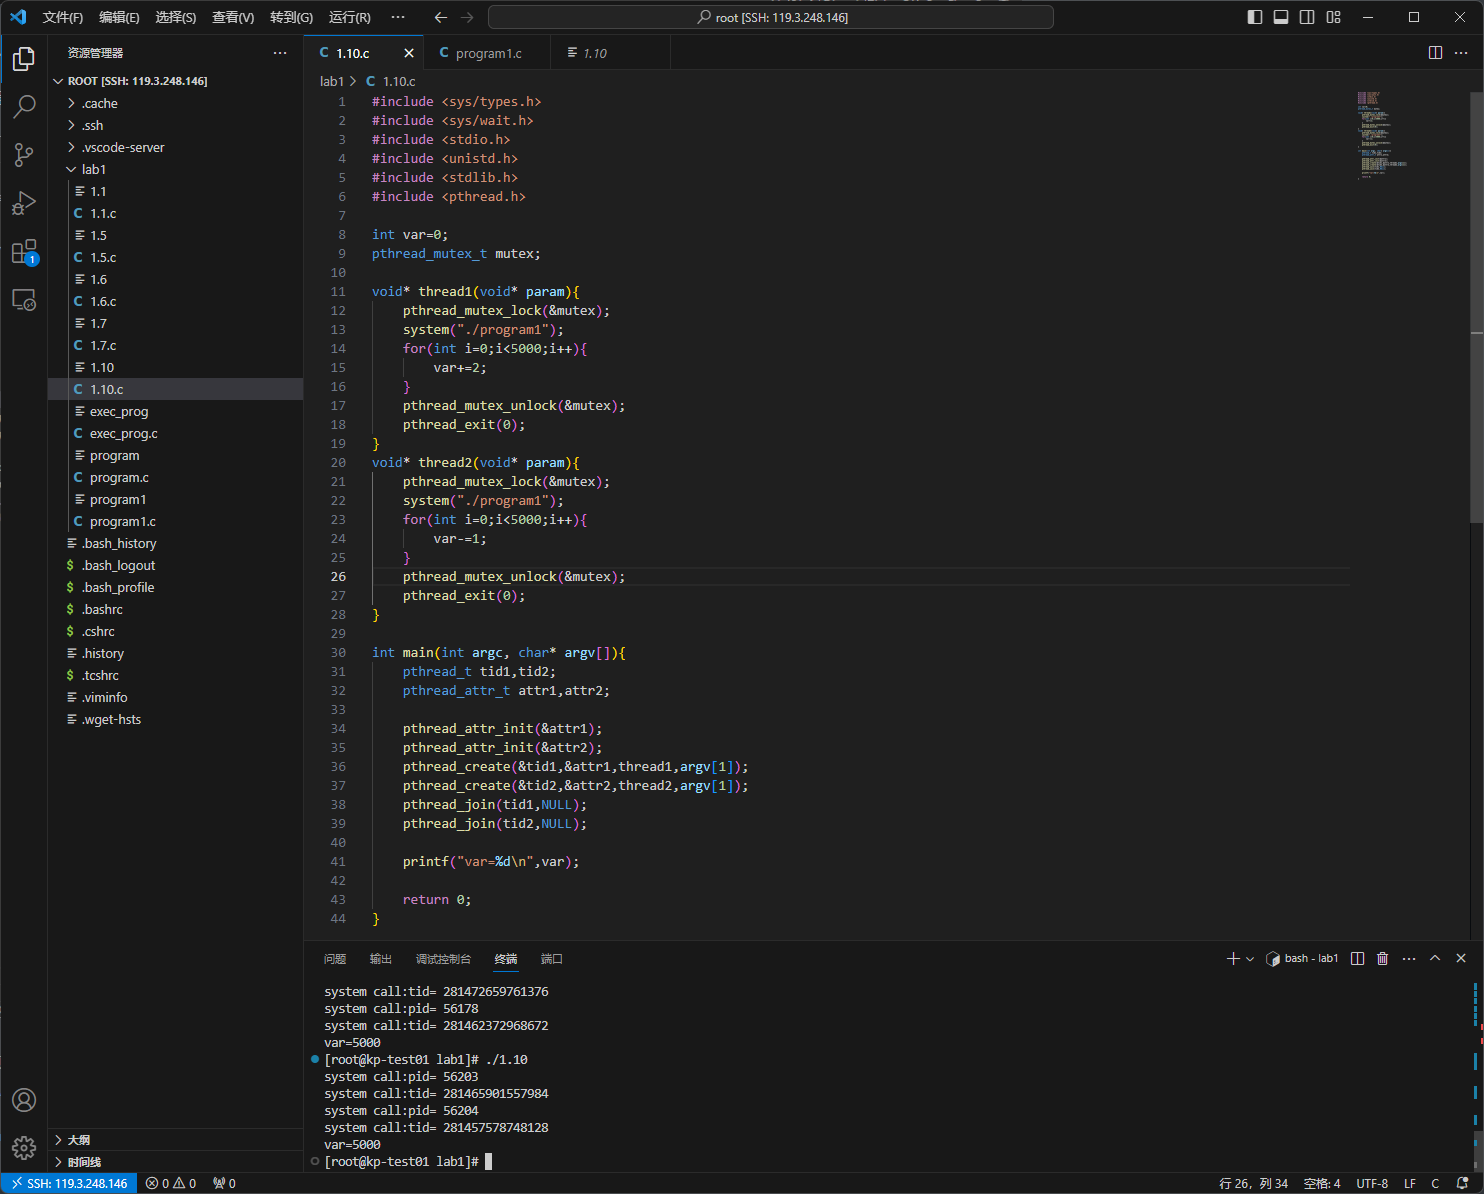 文件(F) 编辑(E) 选择(S) 查看(V) 转到(G) 运行(R) ··· root [SSH: 119.3.248.146]
资源管理器 ···
ROOT [SSH: 119.3.248.146]
.cache
.ssh
.vscode-server
lab1
1.1
C 1.1.c
1.5
C 1.5.c
1.6
C 1.6.c
1.7
C 1.7.c
1.10
C 1.10.c
exec_prog
C exec_prog.c
program
C program.c
program1
C program1.c
.bash_history
$ .bash_logout
$ .bash_profile
$ .bashrc
$ .cshrc
.history
$ .tcshrc
.viminfo
.wget-hsts
大纲
时间线
1
C 1.10.c
C program1.c
1.10
lab1 > C 1.10.c
1 #include <sys/types.h>
2 #include <sys/wait.h>
3 #include <stdio.h>
4 #include <unistd.h>
5 #include <stdlib.h>
6 #include <pthread.h>
7
8 int var=0;
9 pthread_mutex_t mutex;
10
11 void* thread1(void* param){
12 pthread_mutex_lock(&mutex);
13 system("./program1");
14 for(int i=0;i<5000;i++){
15 var+=2;
16 }
17 pthread_mutex_unlock(&mutex);
18 pthread_exit(0);
19 }
20 void* thread2(void* param){
21 pthread_mutex_lock(&mutex);
22 system("./program1");
23 for(int i=0;i<5000;i++){
24 var-=1;
25 }
26 pthread_mutex_unlock(&mutex);
27 pthread_exit(0);
28 }
29
30 int main(int argc, char* argv[]){
31 pthread_t tid1,tid2;
32 pthread_attr_t attr1,attr2;
33
34 pthread_attr_init(&attr1);
35 pthread_attr_init(&attr2);
36 pthread_create(&tid1,&attr1,thread1,argv[1]);
37 pthread_create(&tid2,&attr2,thread2,argv[1]);
38 pthread_join(tid1,NULL);
39 pthread_join(tid2,NULL);
40
41 printf("var=%d\n",var);
42
43 return 0;
44 }
问题 输出 调试控制台 终端 端口 bash - lab1
system call:tid= 281472659761376
system call:pid= 56178
system call:tid= 281462372968672
var=5000
[root@kp-test01 lab1]# ./1.10
system call:pid= 56203
system call:tid= 281465901557984
system call:pid= 56204
system call:tid= 281457578748128
var=5000
[root@kp-test01 lab1]#
SSH: 119.3.248.146 0 0 0 行 26，列 34 空格: 4 UTF-8 LF C